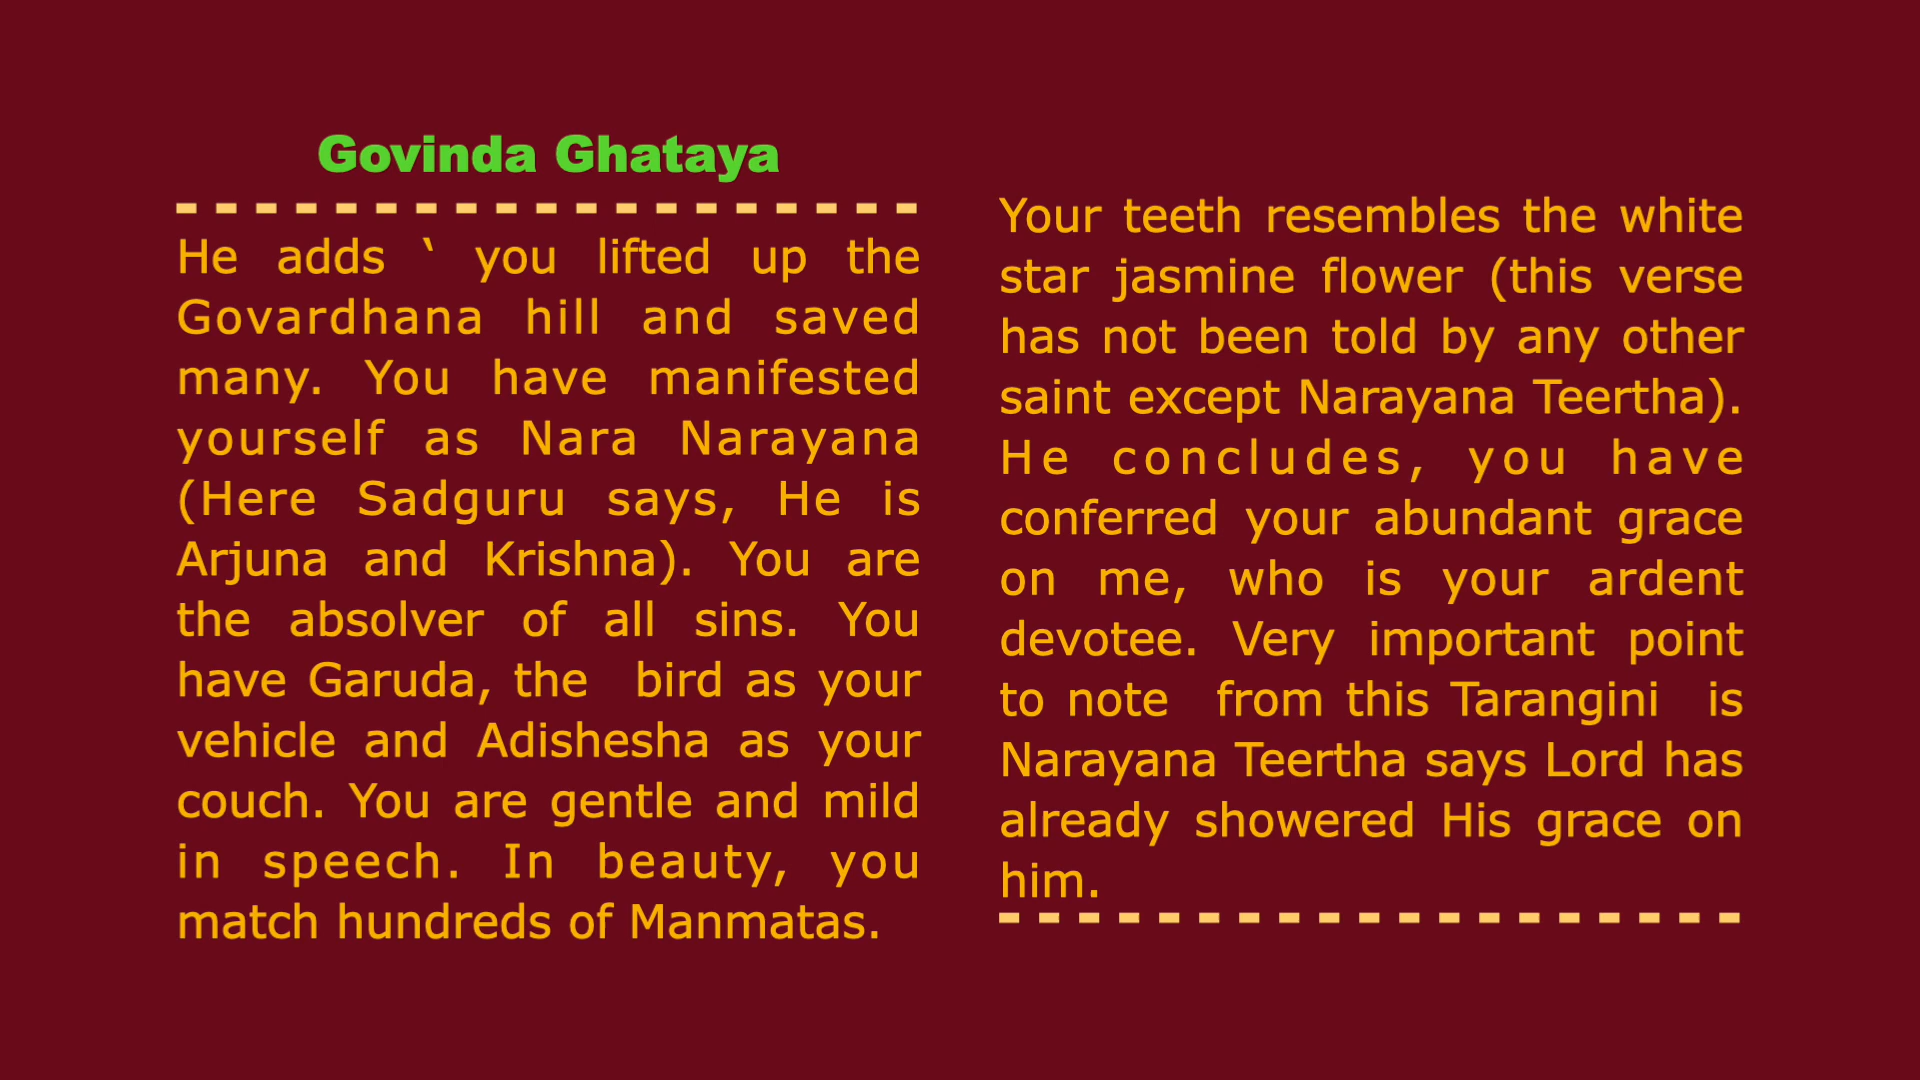 Govinda Ghataya
He adds ‛ you lifted up the
Govardhana hill and saved
many. You have manifested
yourself as Nara Narayana
(Here Sadguru says, He is
Arjuna and Krishna). You are
the absolver of all sins. You
have Garuda, the bird as your
vehicle and Adishesha as your
couch. You are gentle and mild
in speech. In beauty, you
match hundreds of Manmatas.
Your teeth resembles the white
star jasmine flower (this verse
has not been told by any other
saint except Narayana Teertha).
He concludes, you have
conferred your abundant grace
on me, who is your ardent
devotee. Very important point
to note from this Tarangini is
Narayana Teertha says Lord has
already showered His grace on
him.